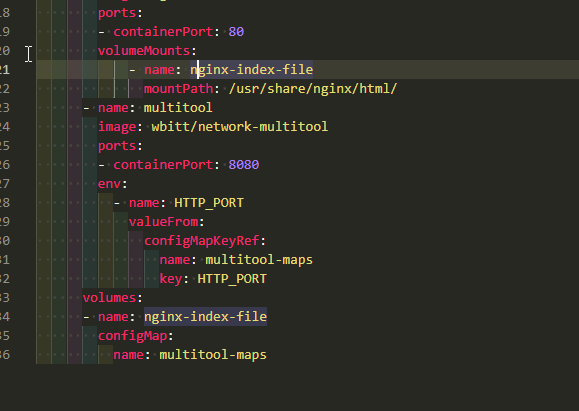 18 ports:
19 - containerPort: 80
20 volumeMounts:
21 - name: nginx-index-file
22 mountPath: /usr/share/nginx/html/
23 - name: multitool
24 image: wbitt/network-multitool
25 ports:
26 - containerPort: 8080
27 env:
28 - name: HTTP_PORT
29 valueFrom:
30 configMapKeyRef:
31 name: multitool-maps
32 key: HTTP_PORT
33 volumes:
34 - name: nginx-index-file
35 configMap:
36 name: multitool-maps